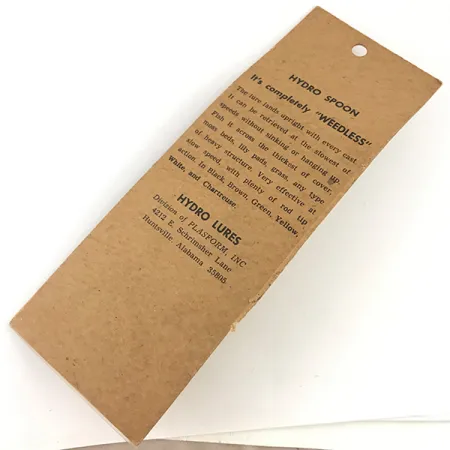 HYDRO SPOON
It's completely "WEEDLESS"
The lure lands upright with every cast.
It can be retrieved at the slowest of
speeds without sinking or hanging up.
Fish if across the thickest of cover,
moss beds, lily pads, grass, any type
of heavy structure. Very effective at
slow speed, with plenty of rod tip
action. In Black, Brown, Green, Yellow,
White, and Chartreuse.
HYDRO LURES
Division of PLASFORM, INC
4212 E. Schrimsher Lane
Huntsville, Alabama 35805